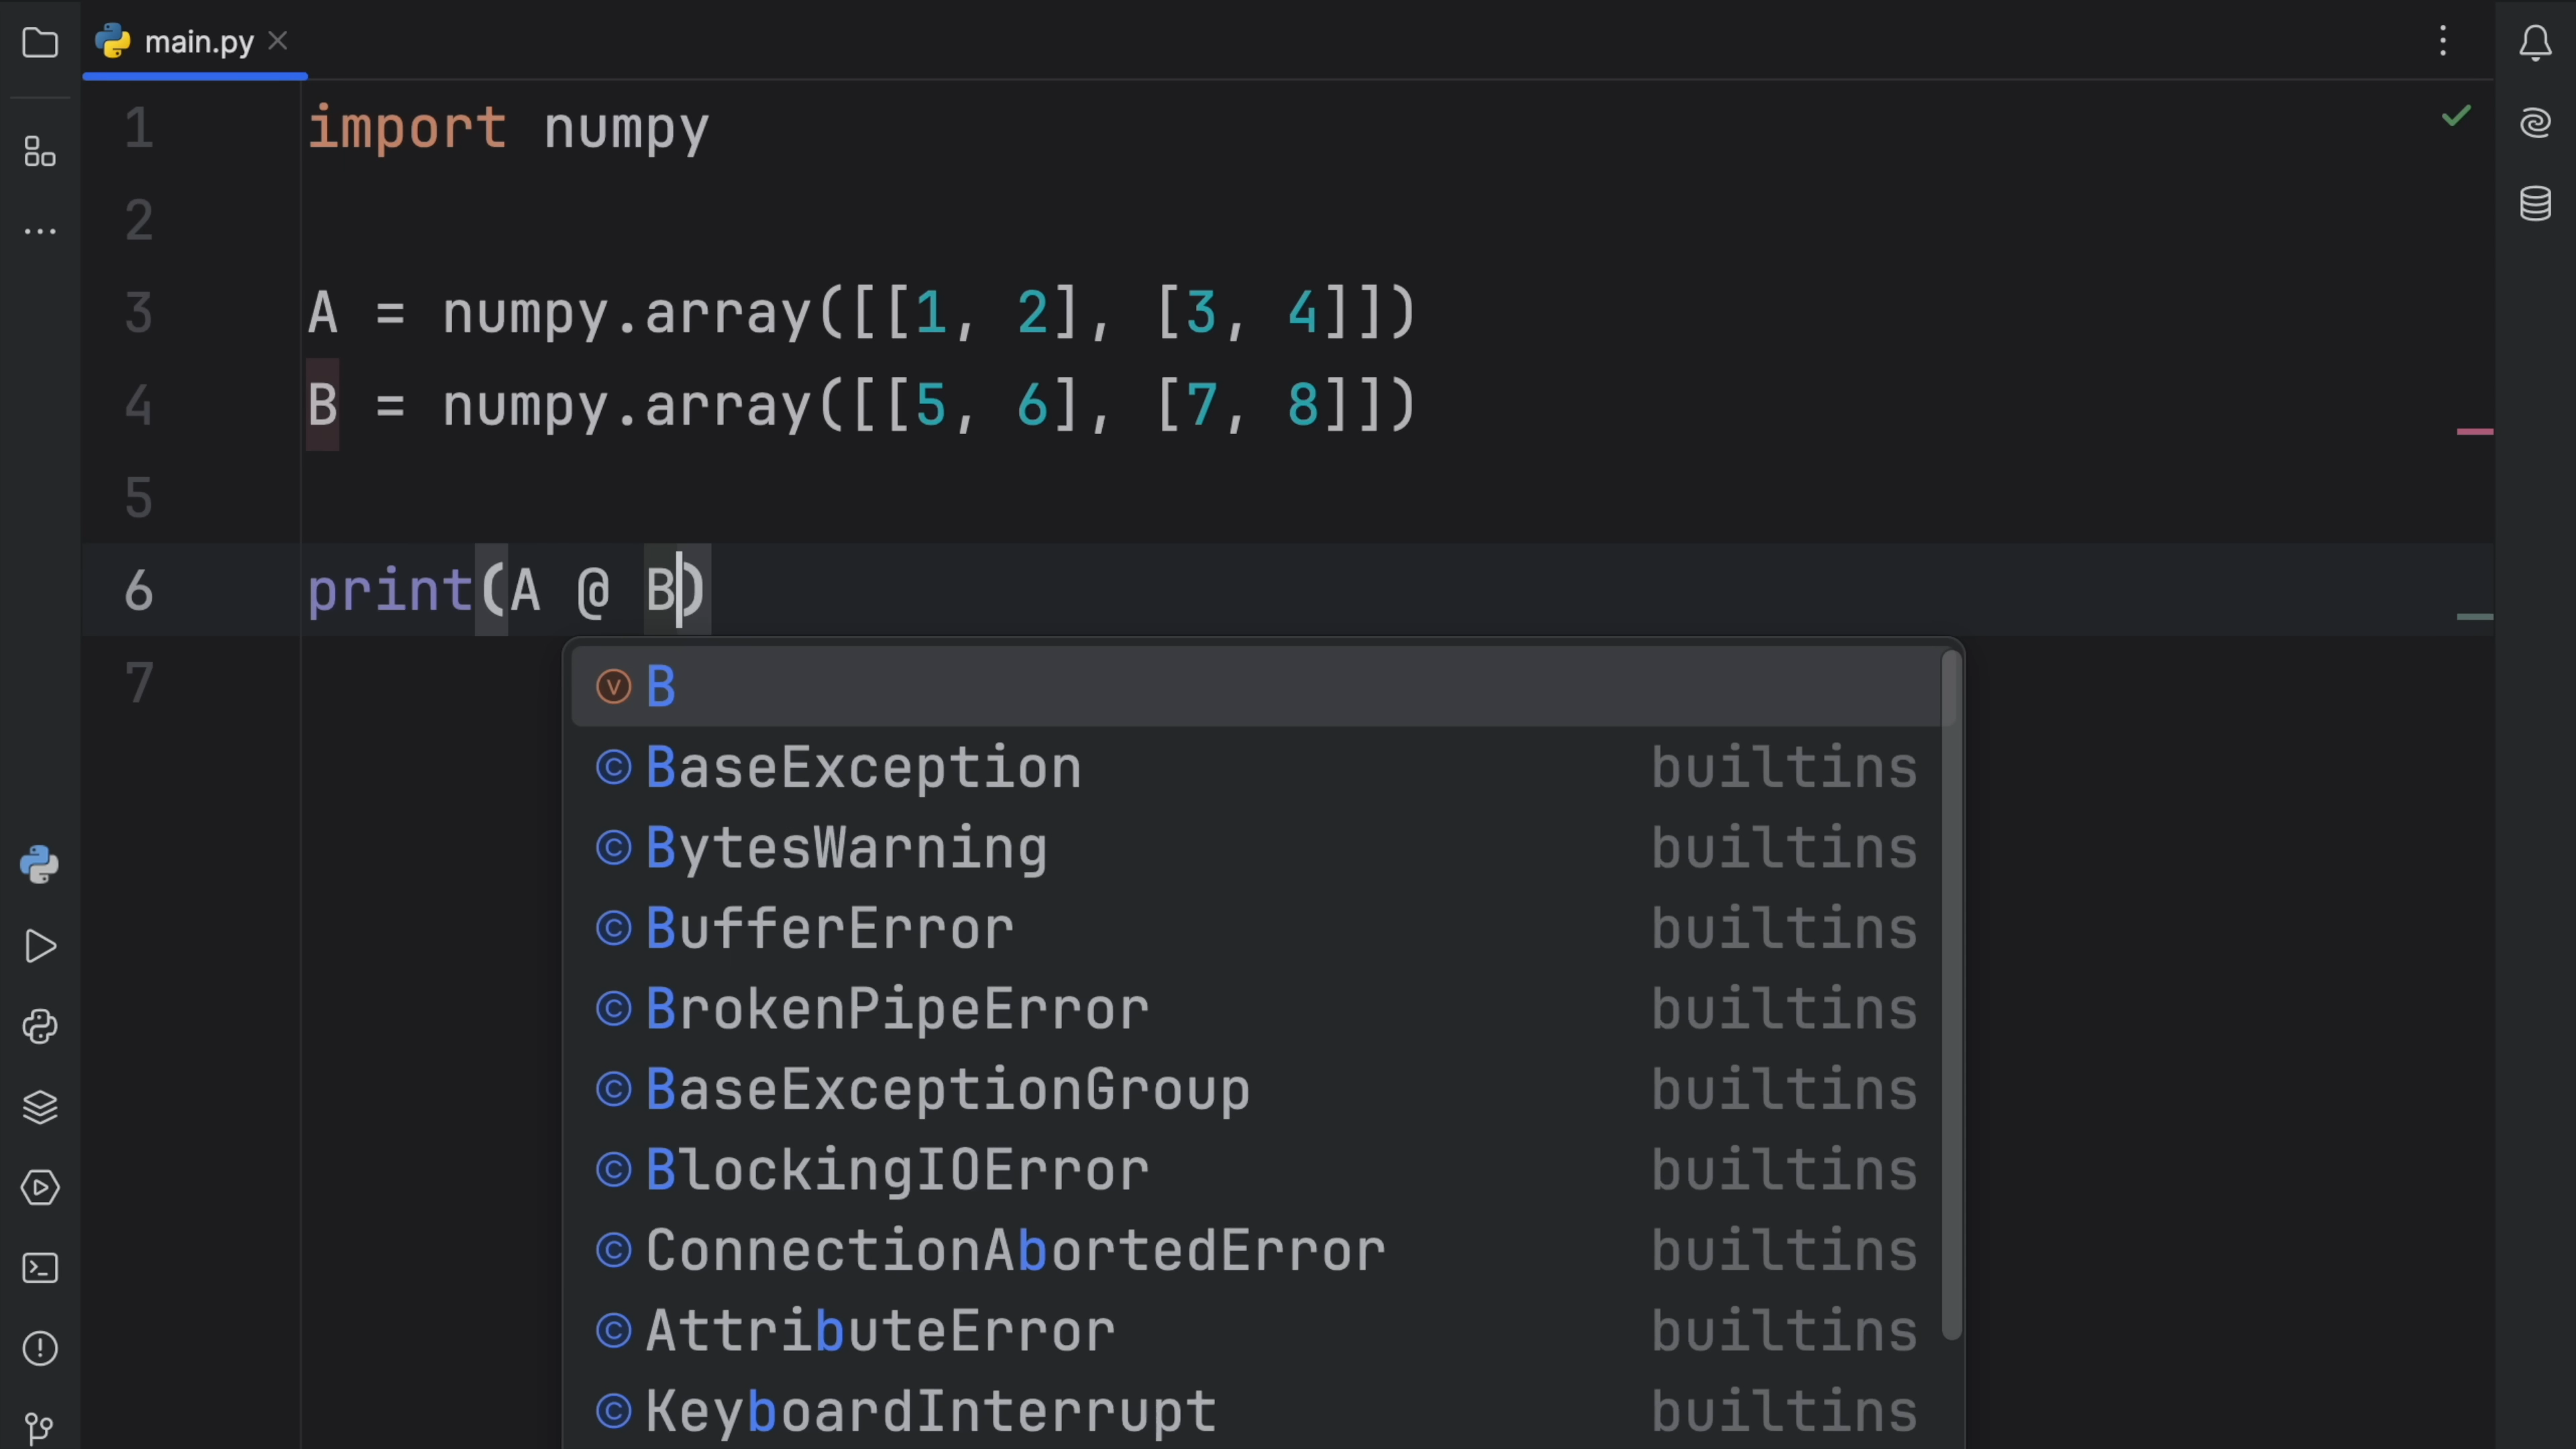 main.py
1 import numpy
2
3 A = numpy.array([[1, 2], [3, 4]])
4 B = numpy.array([[5, 6], [7, 8]])
5
6 print(A @ B)
7
B
BaseException builtins
BytesWarning builtins
BufferError builtins
BrokenPipeError builtins
BaseExceptionGroup builtins
BlockingIOError builtins
ConnectionAbortedError builtins
AttributeError builtins
KeyboardInterrupt builtins